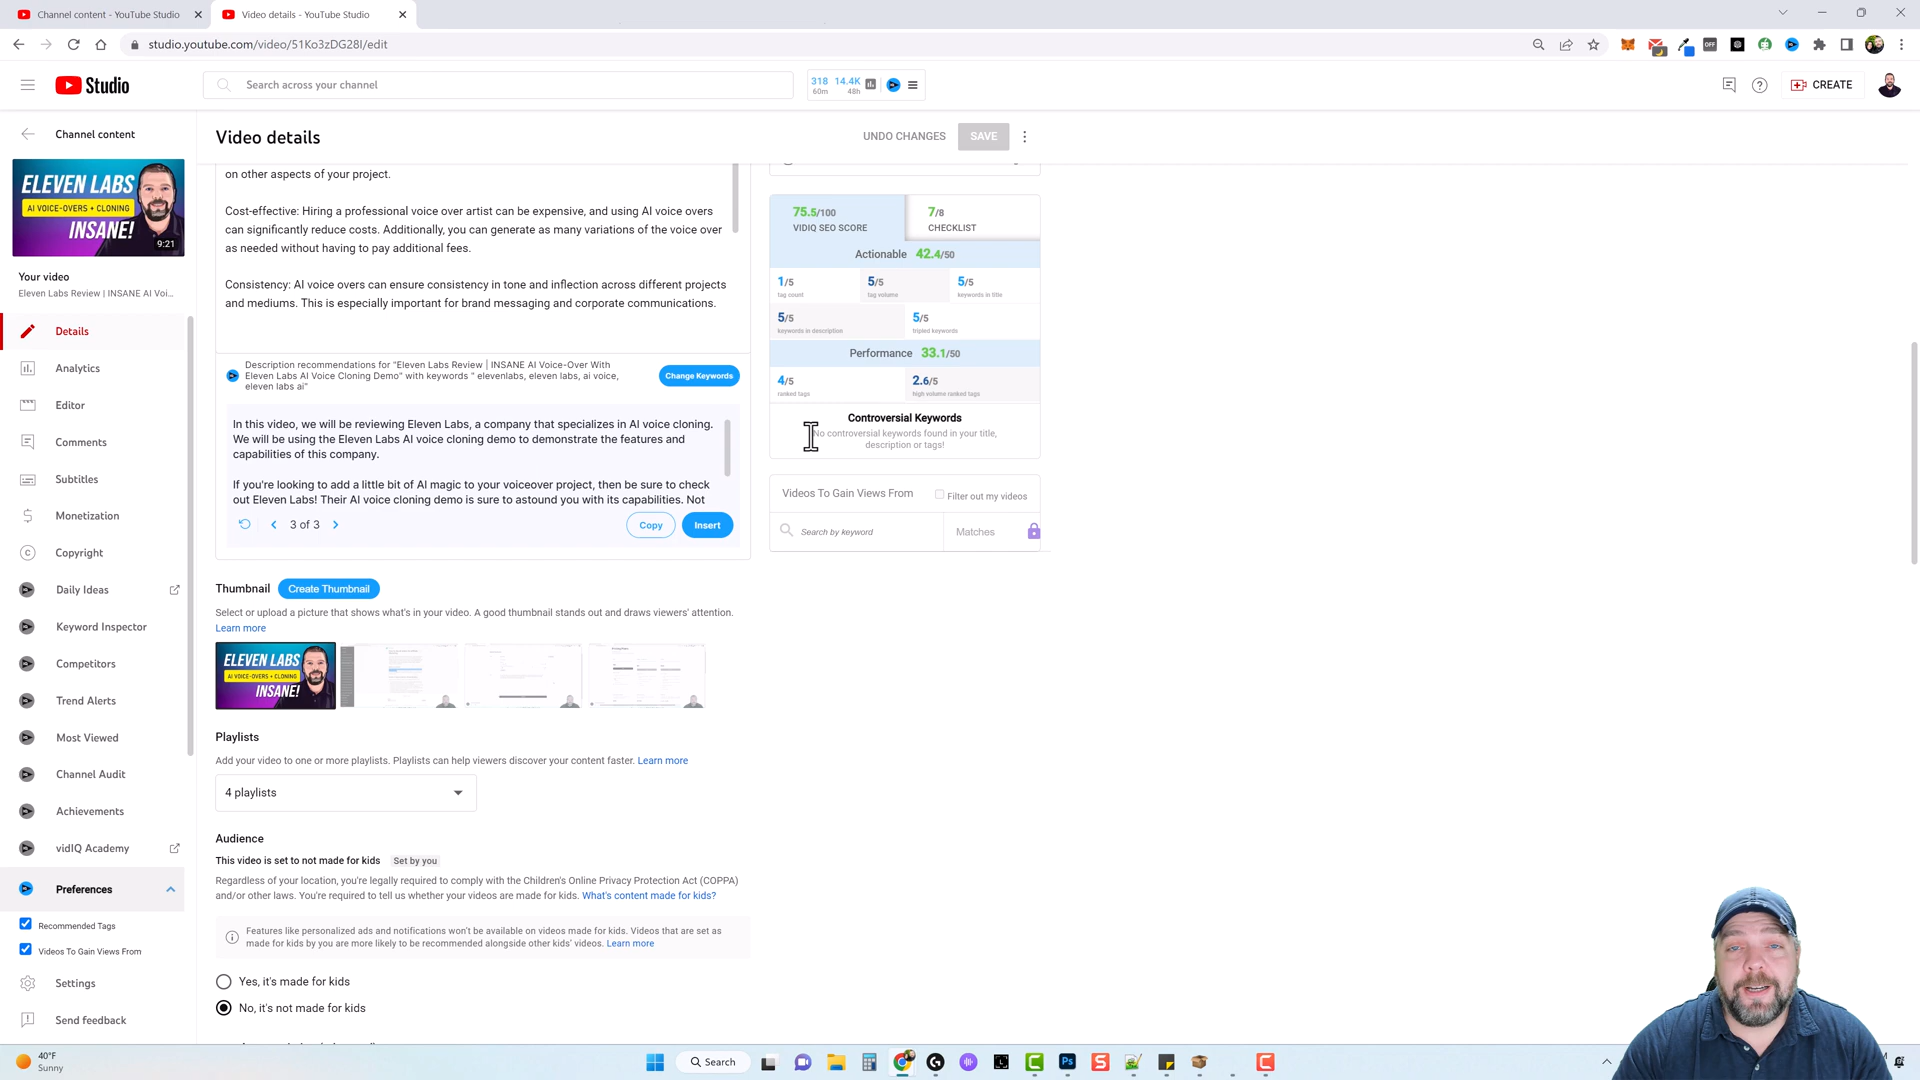 Channel content - YouTube Studio
Video details - YouTube Studio
studio.youtube.com/video/51Ko3zDG28I/edit
OFF
Studio
Search across your channel
318 14.4K
60m 48h
CREATE
Channel content
Video details
UNDO CHANGES
SAVE
ELEVEN LABS
AI VOICE-OVERS + CLONING
INSANE!
9:21
Your video
Eleven Labs Review | INSANE AI Voi...
Details
Analytics
Editor
Comments
Subtitles
Monetization
Copyright
Daily Ideas
Keyword Inspector
Competitors
Trend Alerts
Most Viewed
Channel Audit
Achievements
vidIQ Academy
Preferences
Recommended Tags
Videos To Gain Views From
Settings
Send feedback
on other aspects of your project.
Cost-effective: Hiring a professional voice over artist can be expensive, and using AI voice overs
can significantly reduce costs. Additionally, you can generate as many variations of the voice over
as needed without having to pay additional fees.
Consistency: AI voice overs can ensure consistency in tone and inflection across different projects
and mediums. This is especially important for brand messaging and corporate communications.
Description recommendations for "Eleven Labs Review | INSANE AI Voice-Over With
Eleven Labs AI Voice Cloning Demo" with keywords " elevenlabs, eleven labs, ai voice,
eleven labs ai"
Change Keywords
In this video, we will be reviewing Eleven Labs, a company that specializes in AI voice cloning.
We will be using the Eleven Labs AI voice cloning demo to demonstrate the features and
capabilities of this company.
If you're looking to add a little bit of AI magic to your voiceover project, then be sure to check
out Eleven Labs! Their AI voice cloning demo is sure to astound you with its capabilities. Not
3 of 3
Copy
Insert
Thumbnail
Create Thumbnail
Select or upload a picture that shows what's in your video. A good thumbnail stands out and draws viewers' attention.
Learn more
ELEVEN LABS
AI VOICE-OVERS + CLONING
INSANE!
Playlists
Add your video to one or more playlists. Playlists can help viewers discover your content faster. Learn more
4 playlists
Audience
This video is set to not made for kids
Set by you
Regardless of your location, you're legally required to comply with the Children's Online Privacy Protection Act (COPPA)
and/or other laws. You're required to tell us whether your videos are made for kids. What's content made for kids?
Features like personalized ads and notifications won't be available on videos made for kids. Videos that are set as
made for kids by you are more likely to be recommended alongside other kids' videos. Learn more
Yes, it's made for kids
No, it's not made for kids
75.5/100
VIDIQ SEO SCORE
7/8
CHECKLIST
Actionable 42.4/50
1/5
tag count
5/5
tag volume
5/5
keywords in title
5/5
keywords in description
5/5
tripled keywords
Performance 33.1/50
4/5
ranked tags
2.6/5
high volume ranked tags
Controversial Keywords
No controversial keywords found in your title,
description or tags!
Videos To Gain Views From
Filter out my videos
Search by keyword
Matches
40°F
Sunny
Search